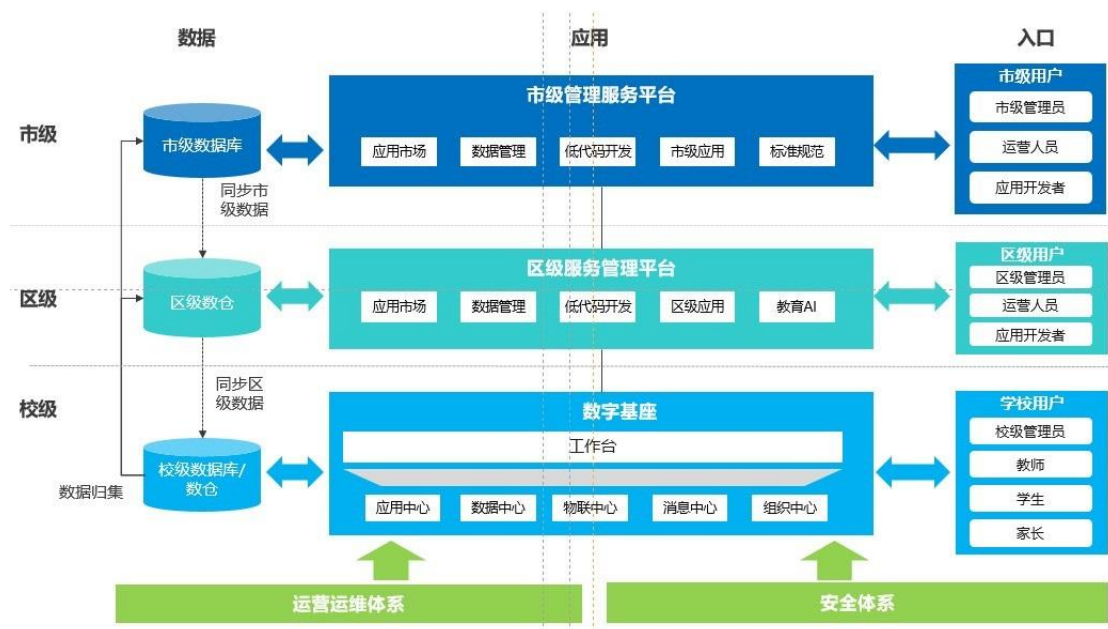 数据
应用
入口
市级
市级数据库
同步市
级数据
市级管理服务平台
应用市场
数据管理
低代码开发
市级应用
标准规范
市级用户
市级管理员
运营人员
应用开发者
区级
区级数仓
同步区
级数据
区级服务管理平台
应用市场
数据管理
低代码开发
区级应用
教育AI
区级用户
区级管理员
运营人员
应用开发者
校级
校级数据库/
数仓
数据归集
数字基座
工作台
应用中心
数据中心
物联中心
消息中心
组织中心
学校用户
校级管理员
教师
学生
家长
运营运维体系
安全体系